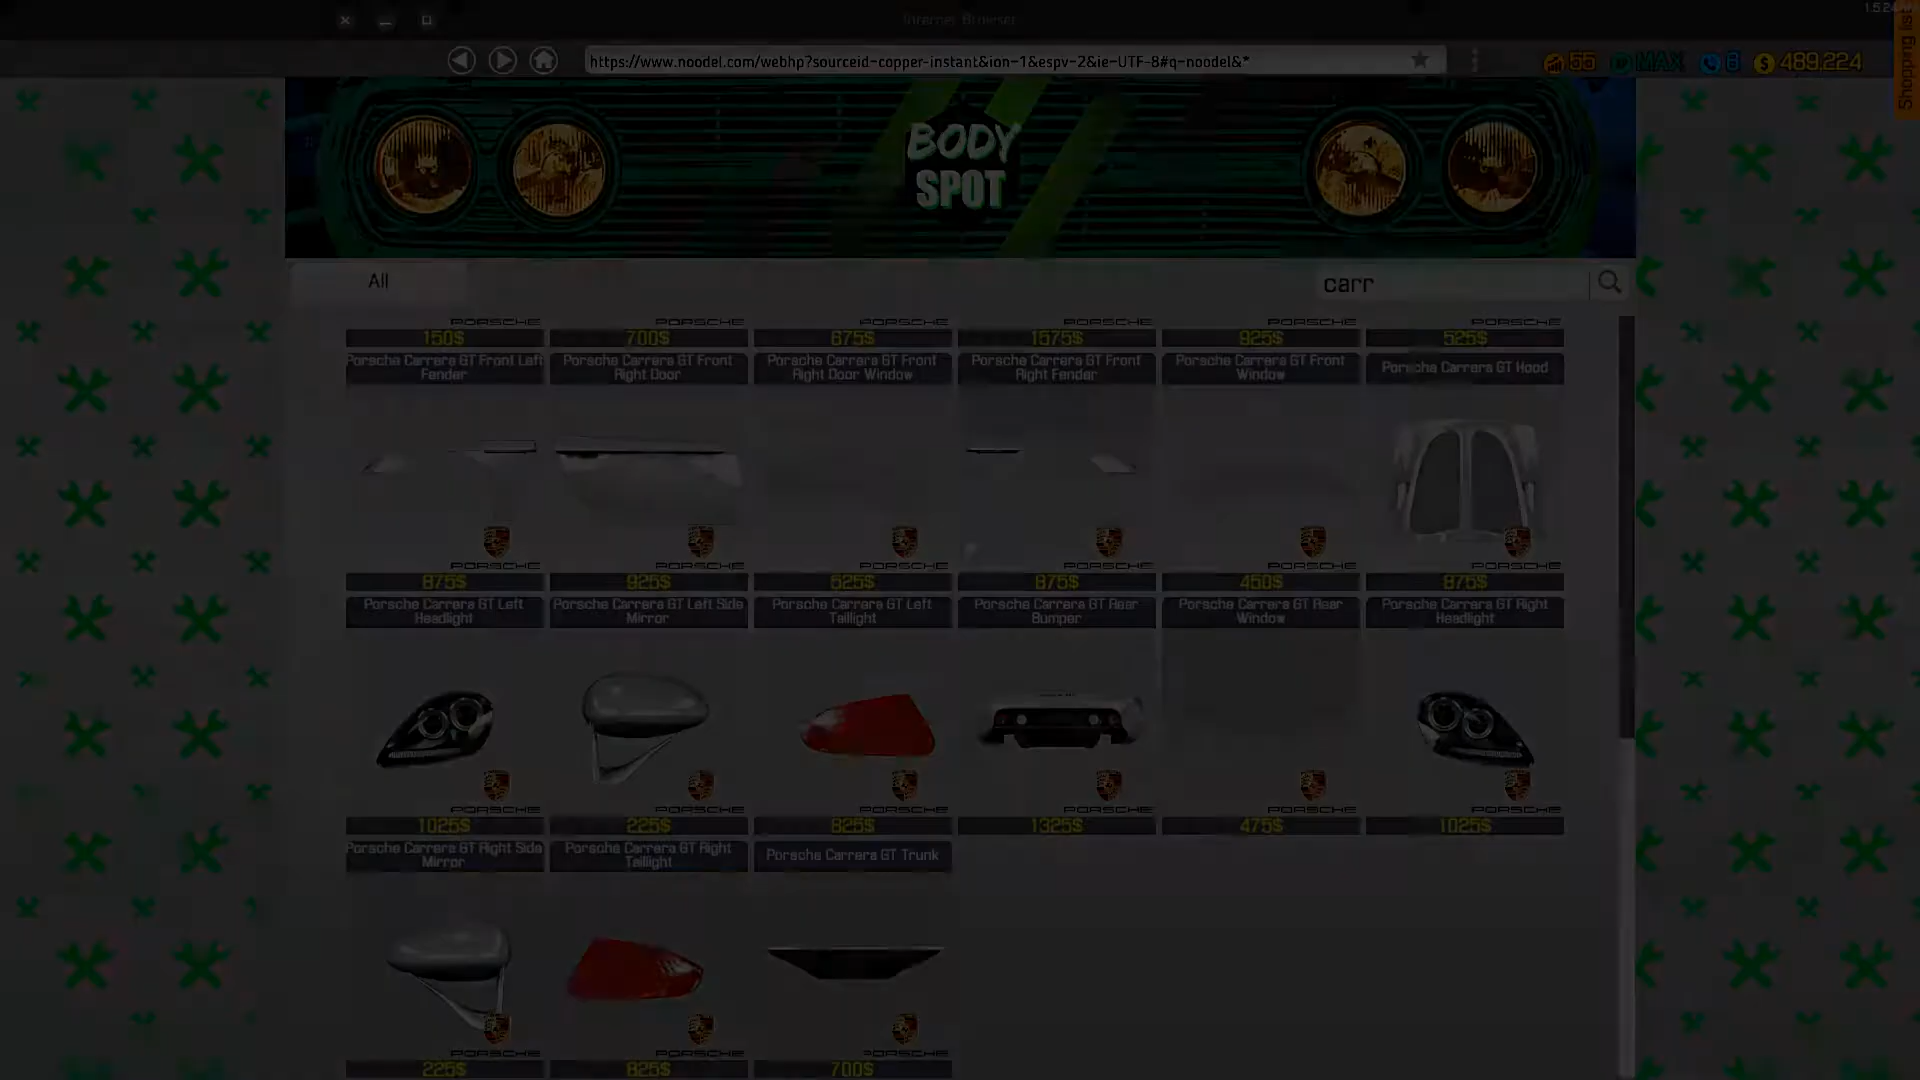 Internet Browser
1.5.24
https://www.noodel.com/webhp?sourceid-copper-instant&ion-1&espv-2&ie-UTF-8#q-noodel&*
55 MAX 6 $ 489,224
Shopping list
BODY
SPOT
All
carr
PORSCHE PORSCHE PORSCHE PORSCHE PORSCHE PORSCHE
150$ 700$ 675$ 1575$ 925$ 525$
Porsche Carrera GT Front Left
Fender
Porsche Carrera GT Front
Right Door
Porsche Carrera GT Front
Right Door Window
Porsche Carrera GT Front
Right Fender
Porsche Carrera GT Front
Window
Porsche Carrera GT Hood
PORSCHE PORSCHE PORSCHE PORSCHE PORSCHE PORSCHE
875$ 925$ 625$ 875$ 450$ 875$
Porsche Carrera GT Left
Headlight
Porsche Carrera GT Left Side
Mirror
Porsche Carrera GT Left
Taillight
Porsche Carrera GT Rear
Bumper
Porsche Carrera GT Rear
Window
Porsche Carrera GT Right
Headlight
PORSCHE PORSCHE PORSCHE PORSCHE PORSCHE PORSCHE
1025$ 225$ 825$ 1325$ 475$ 1025$
Porsche Carrera GT Right Side
Mirror
Porsche Carrera GT Right
Taillight
Porsche Carrera GT Trunk
PORSCHE PORSCHE PORSCHE
225$ 825$ 700$